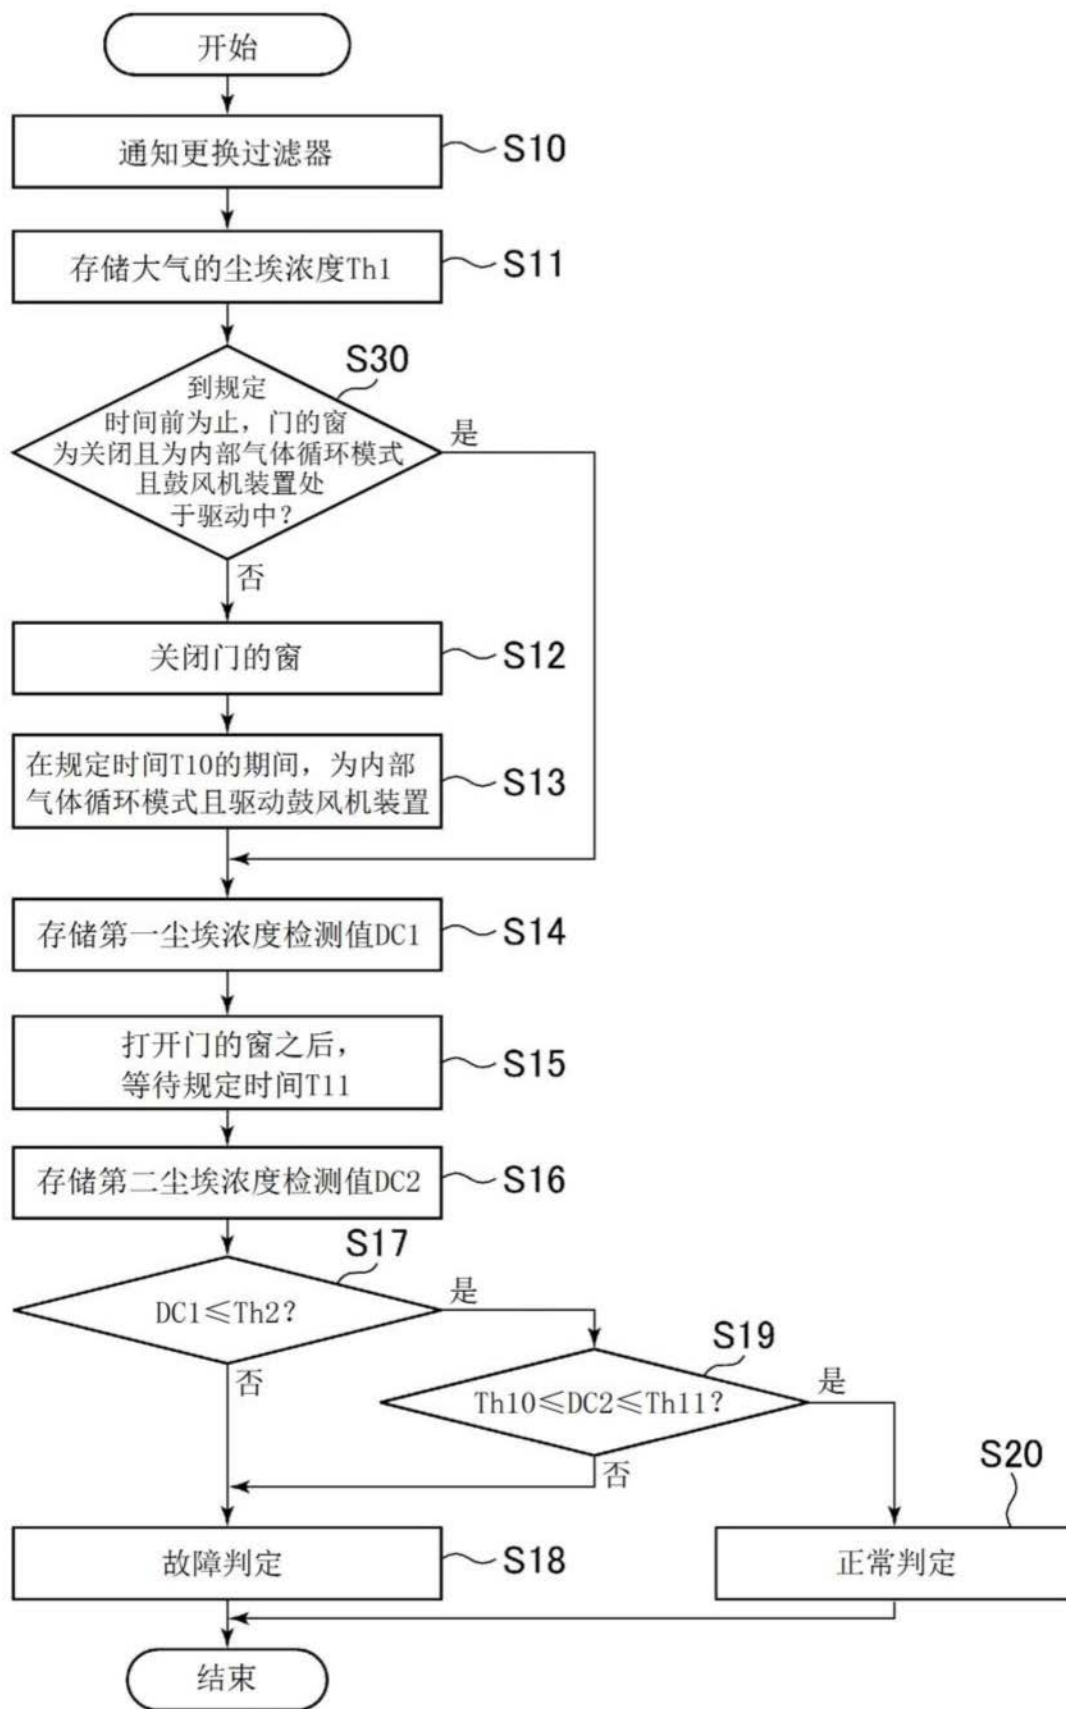 开始
通知更换过滤器
S10
存储大气的尘埃浓度Th1
S11
S30
到规定
时间前为止，门的窗
为关闭且为内部气体循环模式
且鼓风机装置处
于驱动中？
是
否
关闭门的窗
S12
在规定时间T10的期间，为内部
气体循环模式且驱动鼓风机装置
S13
存储第一尘埃浓度检测值DC1
S14
打开门的窗之后，
等待规定时间T11
S15
存储第二尘埃浓度检测值DC2
S16
S17
DC1≤Th2？
是
否
S19
Th10≤DC2≤Th11？
是
否
S20
故障判定
S18
正常判定
结束